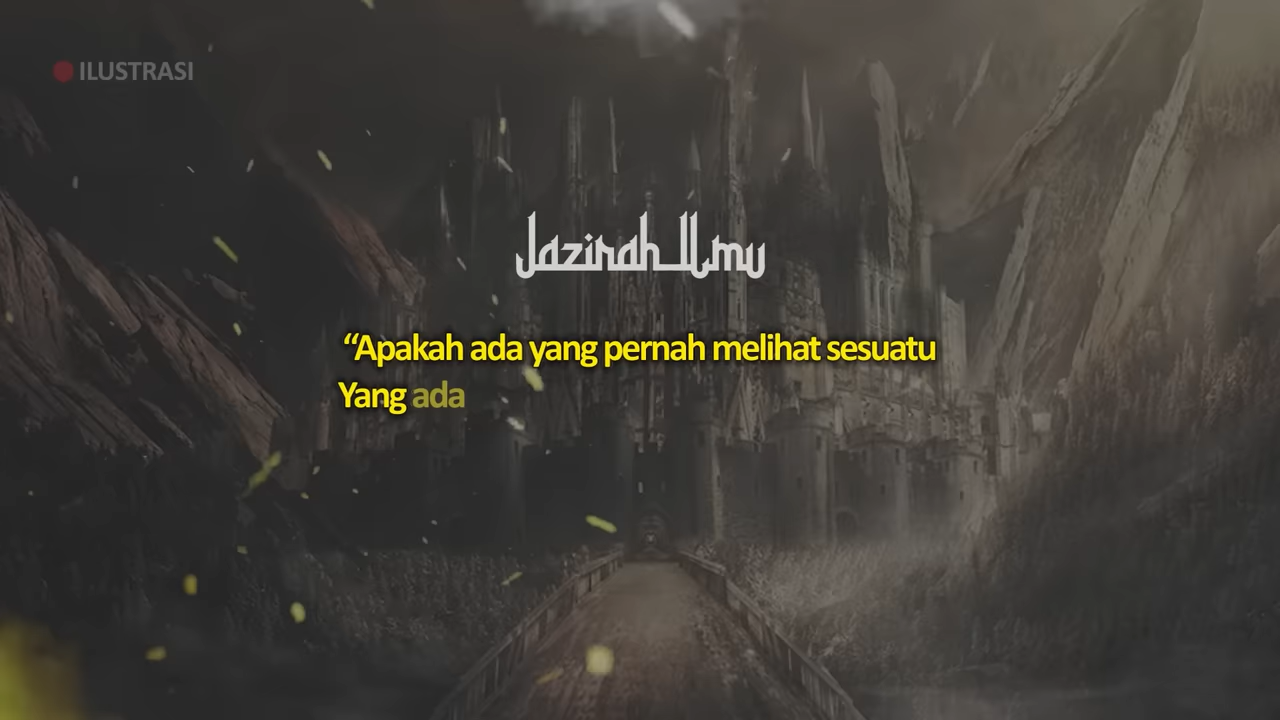 ILUSTRASI
Jazirah Ilmu
“Apakah ada yang pernah melihat sesuatu
Yang ada